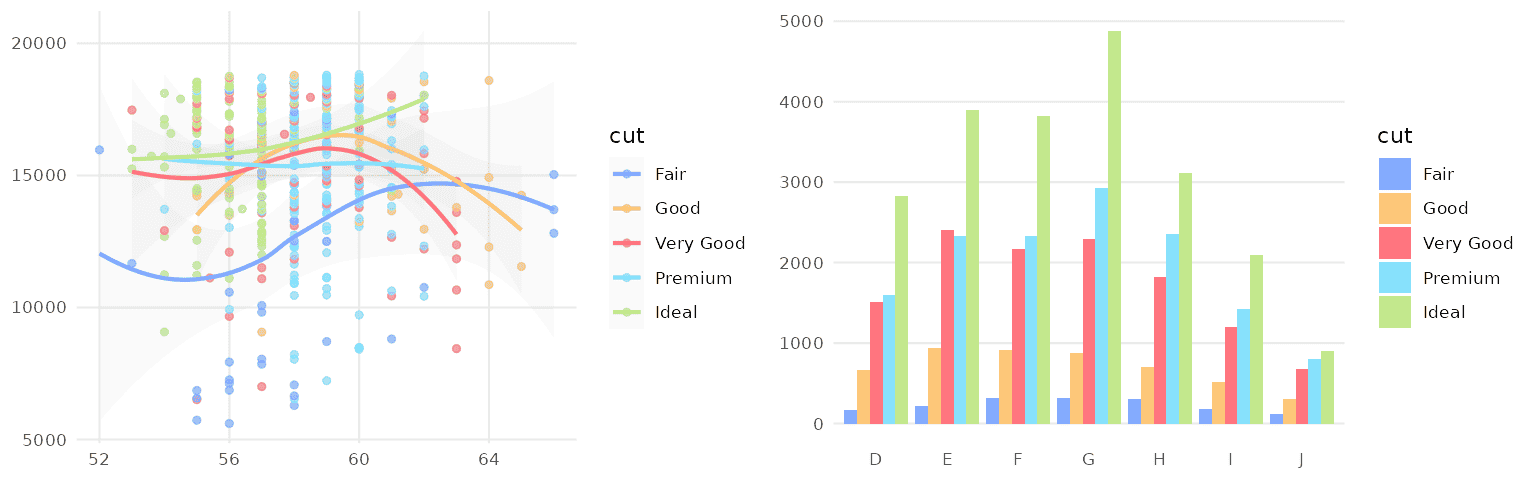 20000
15000
10000
5000
52 56 60 64
cut
Fair
Good
Very Good
Premium
Ideal
5000
4000
3000
2000
1000
0
D E F G H I J
cut
Fair
Good
Very Good
Premium
Ideal